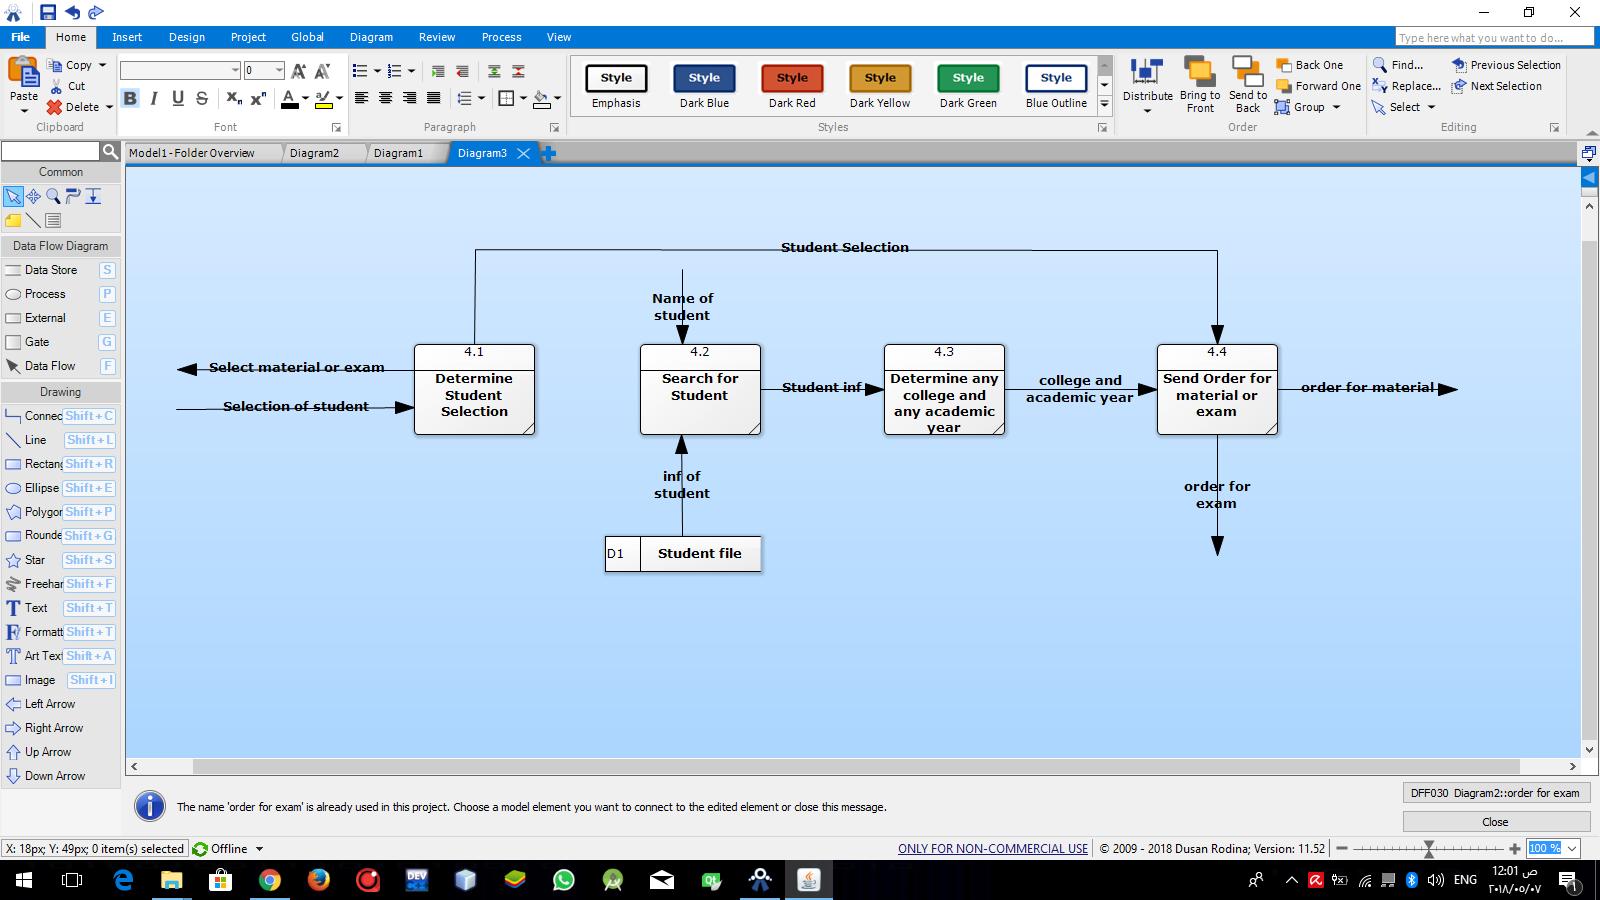 File Home Insert Design Project Global Diagram Review Process View
Type here what you want to do...
Paste
Copy
Cut
Delete
Clipboard
0
B I U S Xn Xn A
Font
Paragraph
Style Style Style Style Style Style
Emphasis Dark Blue Dark Red Dark Yellow Dark Green Blue Outline
Styles
Distribute
Bring to Front
Send to Back
Back One
Forward One
Group
Order
Find...
Replace...
Select
Previous Selection
Next Selection
Editing
Model1 - Folder Overview Diagram2 Diagram1 Diagram3
Common
Data Flow Diagram
Data Store S
Process P
External E
Gate G
Data Flow F
Drawing
Connec Shift + C
Line Shift + L
Rectang Shift + R
Ellipse Shift + E
Polygor Shift + P
Rounde Shift + G
Star Shift + S
Freehar Shift + F
Text Shift + T
Formatt Shift + T
Art Text Shift + A
Image Shift + I
Left Arrow
Right Arrow
Up Arrow
Down Arrow
Student Selection
Name of
student
Select material or exam
Selection of student
4.1
Determine
Student
Selection
4.2
Search for
Student
Student inf
4.3
Determine any
college and
any academic
year
college and
academic year
4.4
Send Order for
material or
exam
order for material
inf of
student
order for
exam
D1 Student file
The name 'order for exam' is already used in this project. Choose a model element you want to connect to the edited element or close this message.
DFF030 Diagram2::order for exam
Close
X: 18px; Y: 49px; 0 item(s) selected
Offline
ONLY FOR NON-COMMERCIAL USE
© 2009 - 2018 Dusan Rodina; Version: 11.52
100 %
DEV
Qt
ENG
12:01 ص
٢٠١٨/٠٥/٠٧
1